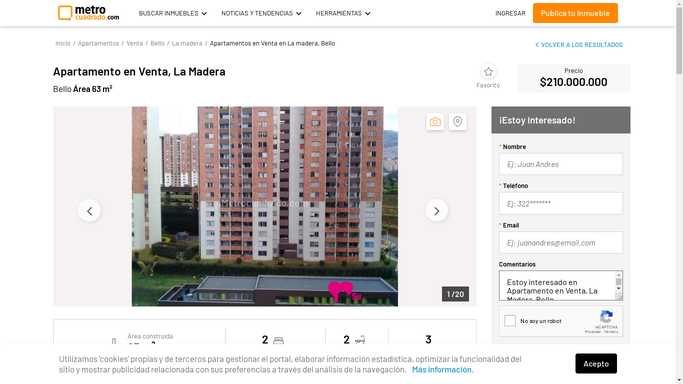 metro
cuadrado.com
BUSCAR INMUEBLES
NOTICIAS Y TENDENCIAS
HERRAMIENTAS
INGRESAR
Publica tu Inmueble
Inicio / Apartamentos / Venta / Bello / La madera / Apartamentos en Venta en La madera, Bello
VOLVER A LOS RESULTADOS
Apartamento en Venta, La Madera
Bello Área 63 m²
Favorito
Precio
$210.000.000
1 / 20
¡Estoy Interesado!
* Nombre
Ej: Juan Andres
* Teléfono
Ej: 322*******
* Email
Ej: juanandres@email.com
Comentarios
Estoy interesado en
Apartamento en Venta, La
Madera, Bello
No soy un robot
reCAPTCHA
Privacidad - Términos
Área construida
2
2
3
Utilizamos 'cookies' propias y de terceros para gestionar el portal, elaborar información estadística, optimizar la funcionalidad del
sitio y mostrar publicidad relacionada con sus preferencias a través del análisis de la navegación. Más información.
Acepto